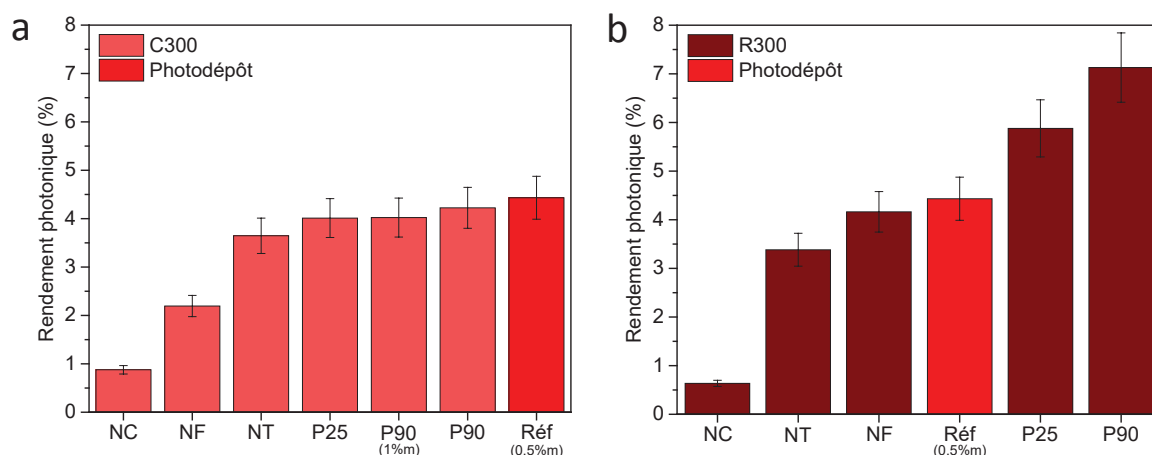 a
C300
Photodépôt
Rendement photonique (%)
8
7
6
5
4
3
2
1
0
NC NF NT P25 P90 P90 Réf
(1%m) (0.5%m)
b
R300
Photodépôt
Rendement photonique (%)
8
7
6
5
4
3
2
1
0
NC NT NF Réf P25 P90
(0.5%m)